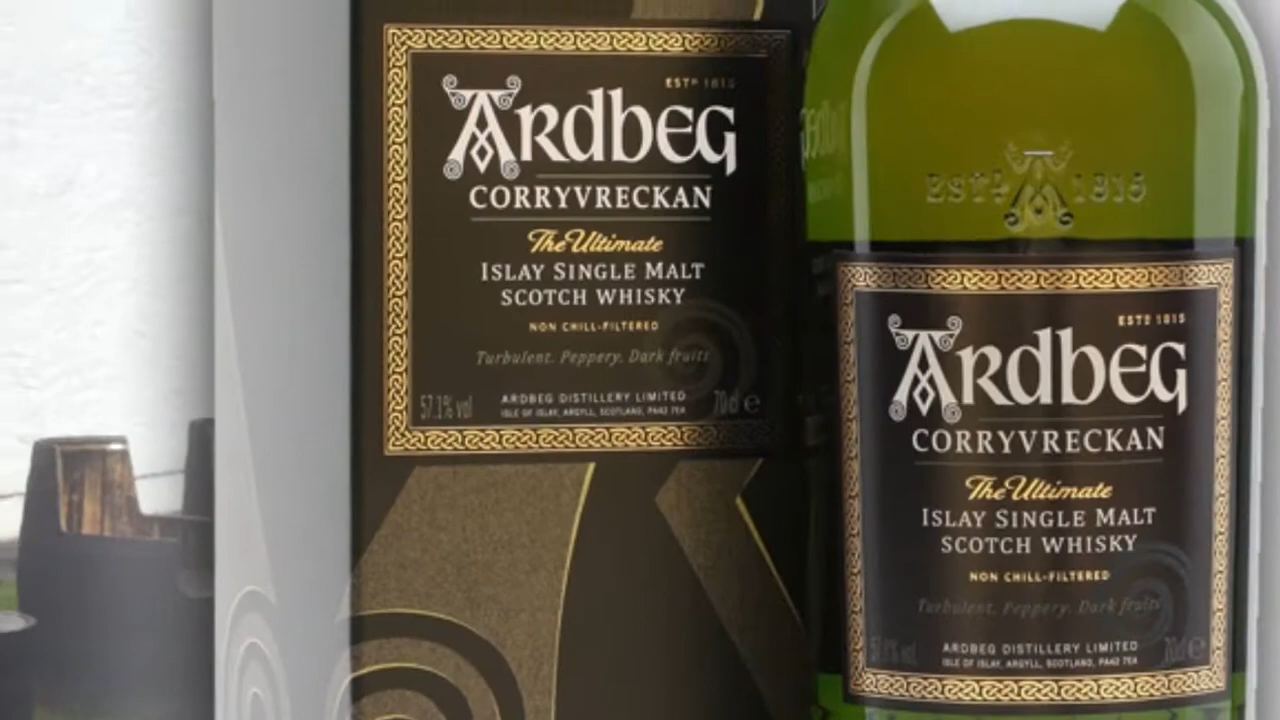 ESTD 1815
ARDBEG
CORRYVRECKAN
The Ultimate
ISLAY SINGLE MALT
SCOTCH WHISKY
NON CHILL-FILTERED
Turbulent. Peppery. Dark fruits
57.1% vol
ARDBEG DISTILLERY LIMITED
ISLE OF ISLAY, ARGYLL, SCOTLAND, PA42 7EA
70cl e
ESTD A 1815
ESTD 1815
ARDBEG
CORRYVRECKAN
The Ultimate
ISLAY SINGLE MALT
SCOTCH WHISKY
NON CHILL-FILTERED
Turbulent. Peppery. Dark fruits
ARDBEG DISTILLERY LIMITED
ISLE OF ISLAY, ARGYLL, SCOTLAND, PA42 7EA
70cl e